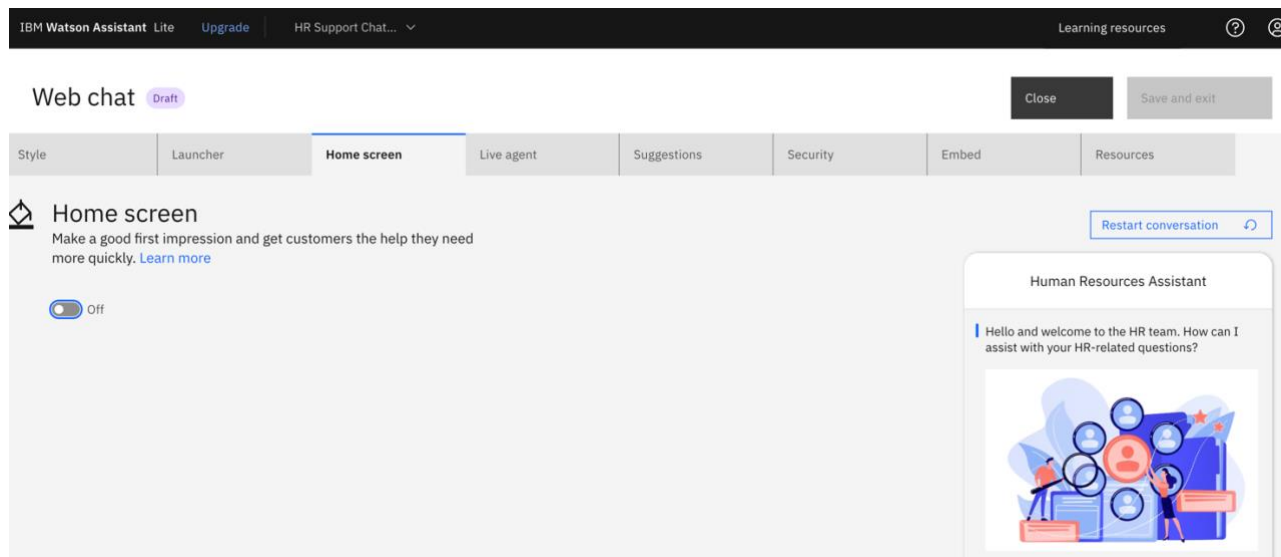 IBM Watson Assistant Lite Upgrade HR Support Chat... Learning resources
Web chat Draft Close Save and exit
Style Launcher Home screen Live agent Suggestions Security Embed Resources
Home screen
Make a good first impression and get customers the help they need
more quickly. Learn more
Off
Restart conversation
Human Resources Assistant
Hello and welcome to the HR team. How can I
assist with your HR-related questions?